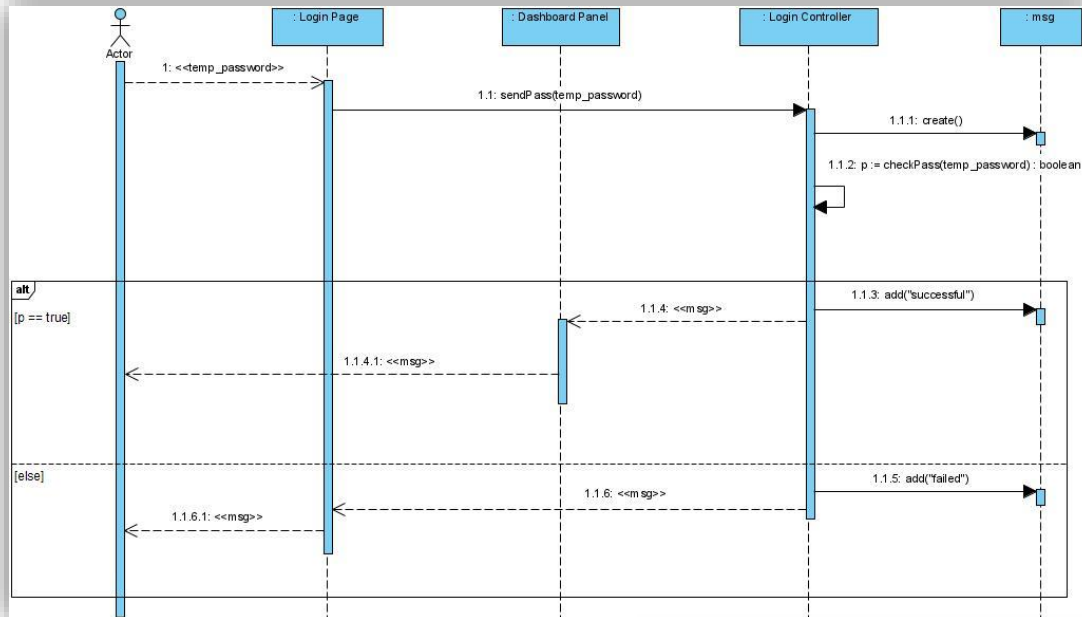 : Login Page
: Dashboard Panel
: Login Controller
: msg
Actor
1: <<temp_password>>
1.1: sendPass(temp_password)
1.1.1: create()
1.1.2: p := checkPass(temp_password) : boolean
alt
[p == true]
1.1.3: add("successful")
1.1.4: <<msg>>
1.1.4.1: <<msg>>
[else]
1.1.5: add("failed")
1.1.6: <<msg>>
1.1.6.1: <<msg>>